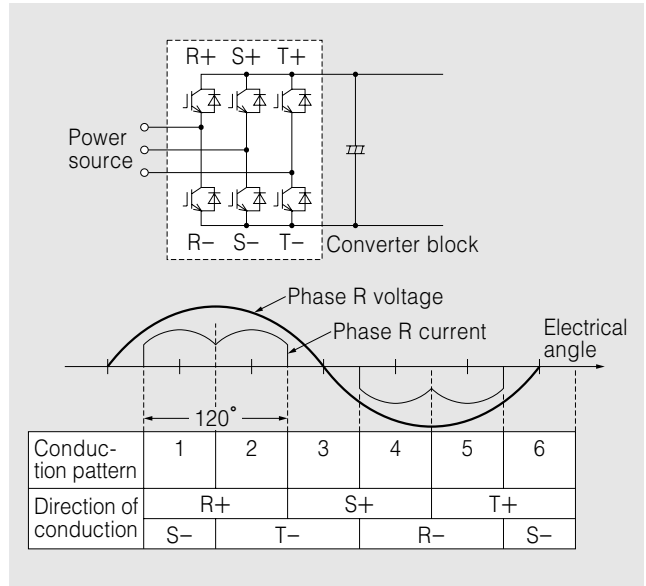 R+ S+ T+
Power
source
R− S− T− Converter block
Phase R voltage
Phase R current
Electrical
angle
120°
Conduc-
tion pattern
1 2 3 4 5 6
Direction of
conduction
R+ S+ T+
S− T− R− S−